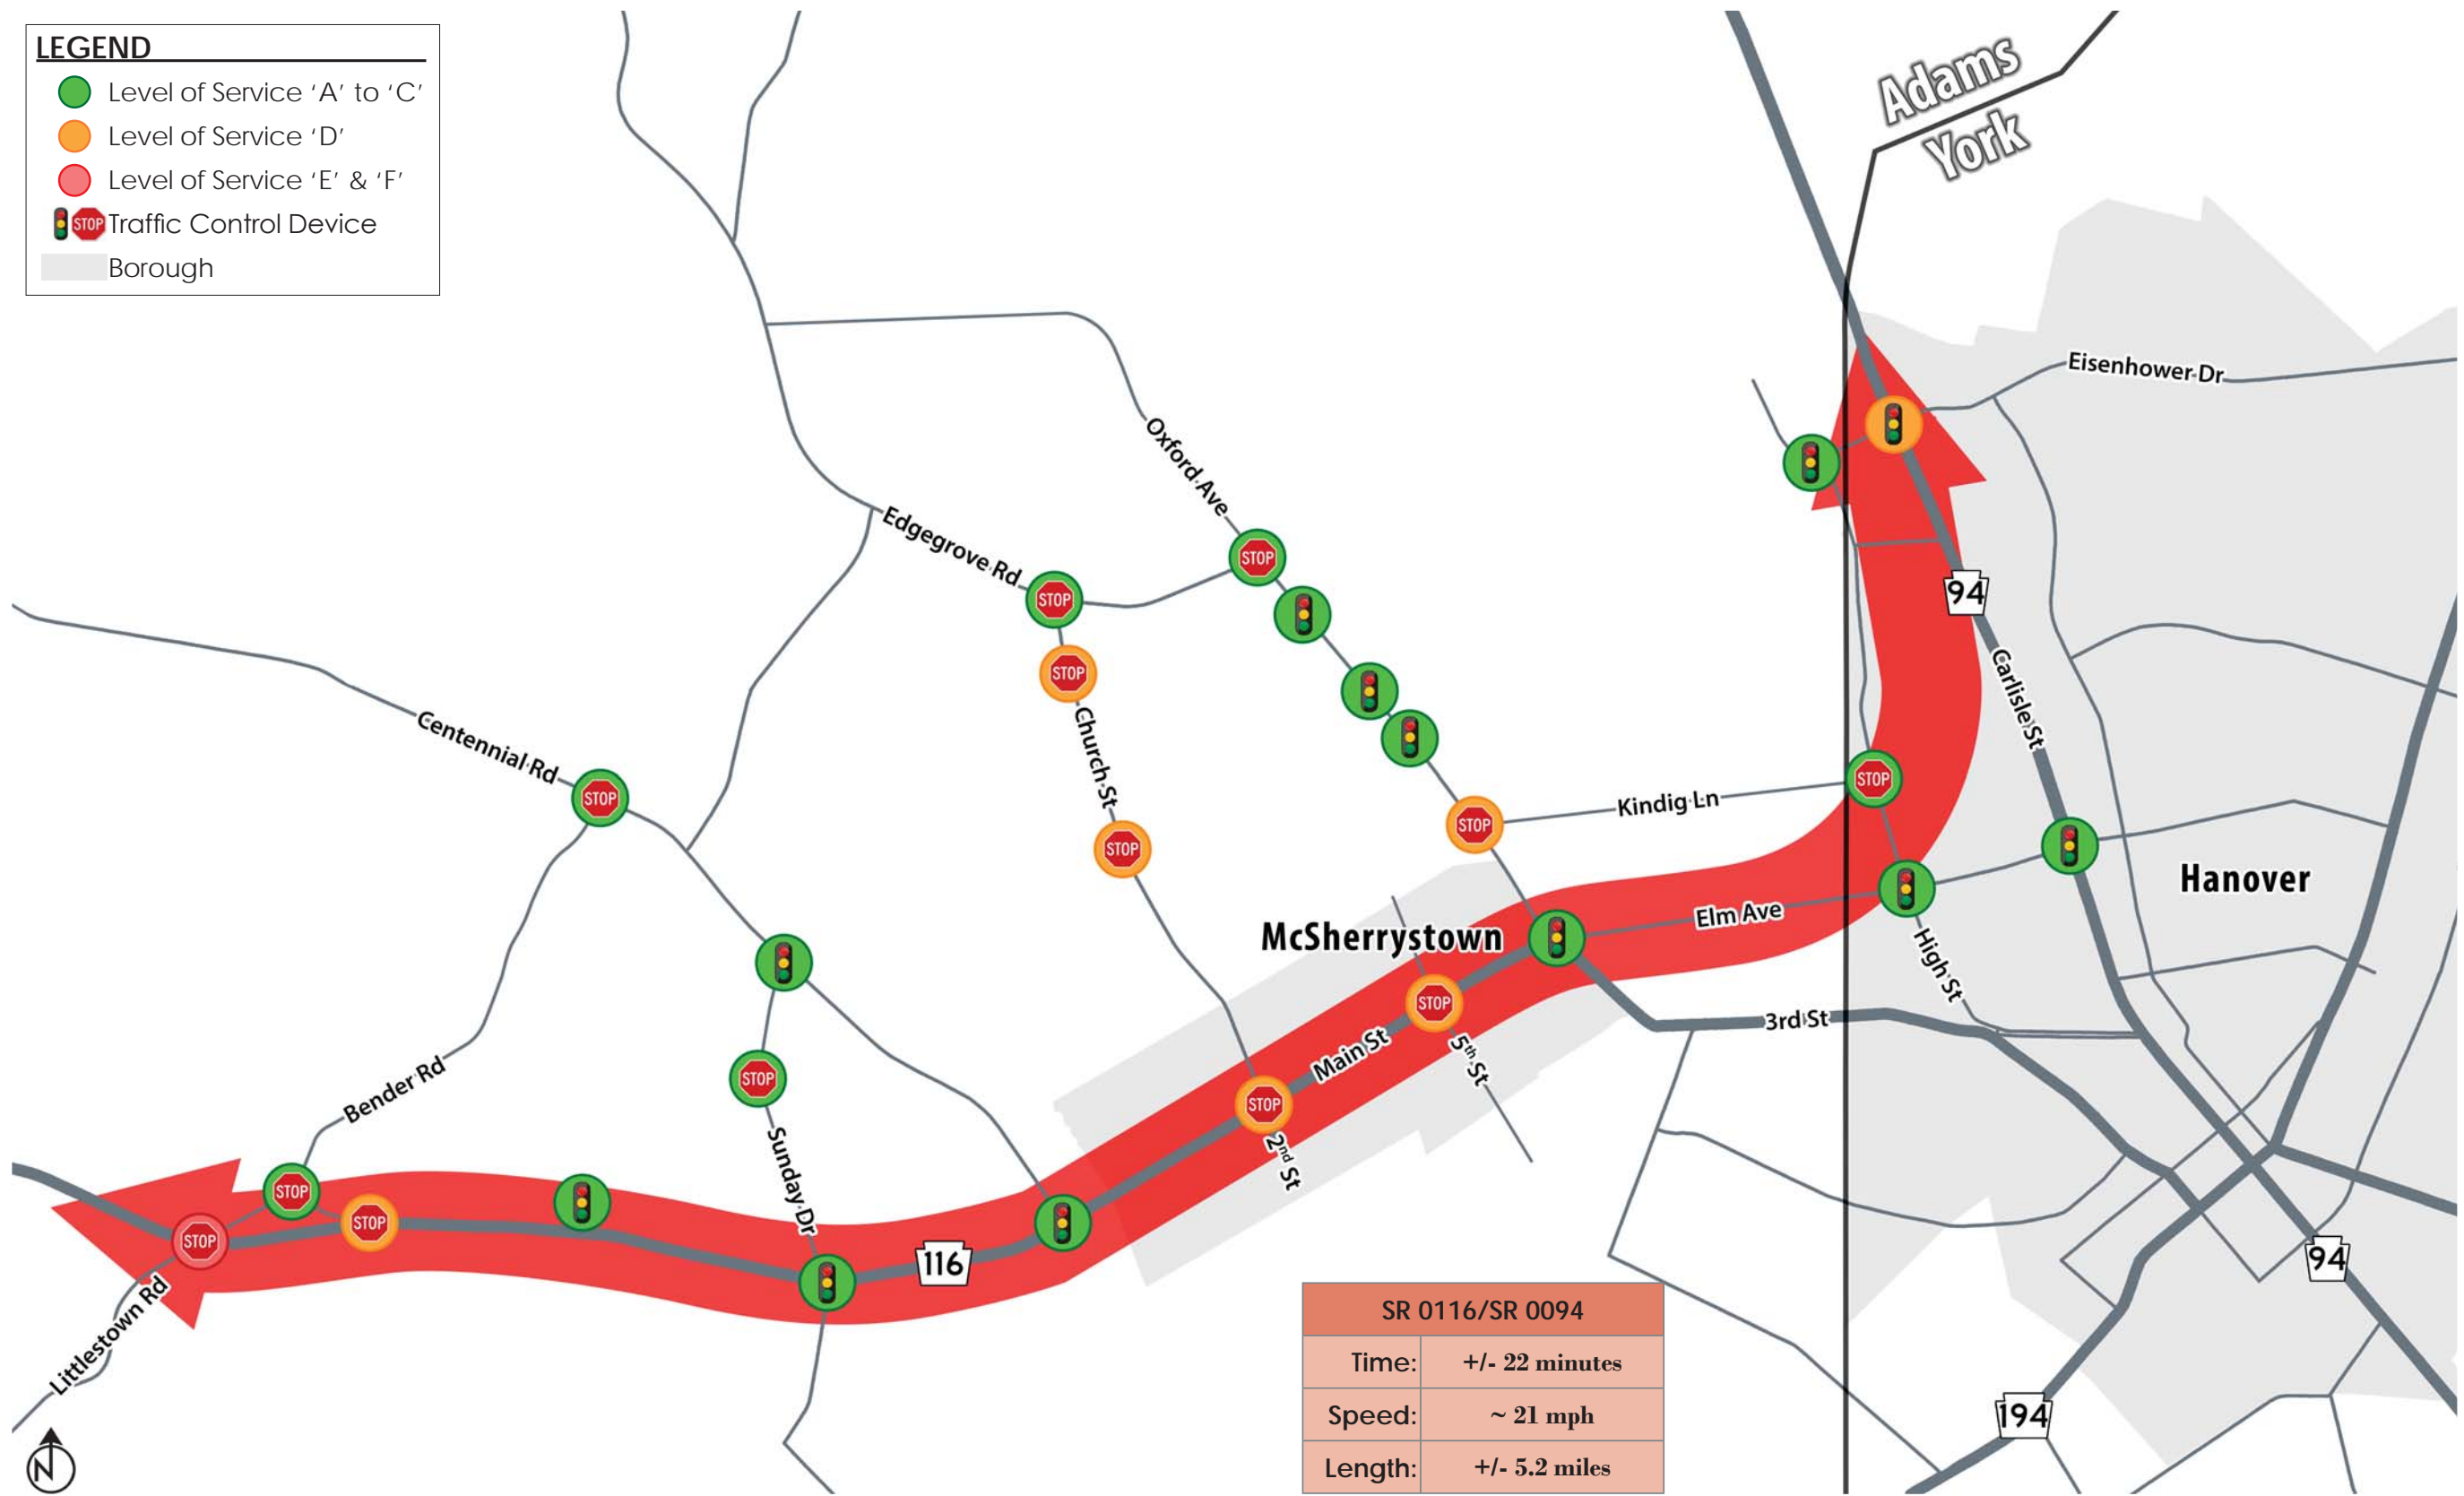 LEGEND
Level of Service ‘A’ to ‘C’
Level of Service ‘D’
Level of Service ‘E’ & ‘F’
STOP Traffic Control Device
Borough
Adams
York
Eisenhower Dr
Oxford Ave
Edgegrove Rd
STOP
STOP
94
STOP
Carlisle St
Church St
Centennial Rd
STOP
STOP
Kindig Ln
STOP
STOP
Hanover
McSherrystown
Elm Ave
High St
STOP
3rd St
Main St
5th St
STOP
Bender Rd
STOP
2nd St
Sunday Dr
STOP
STOP
STOP
116
94
Littlestown Rd
SR 0116/SR 0094
Time: +/- 22 minutes
Speed: ~ 21 mph
Length: +/- 5.2 miles
194
N